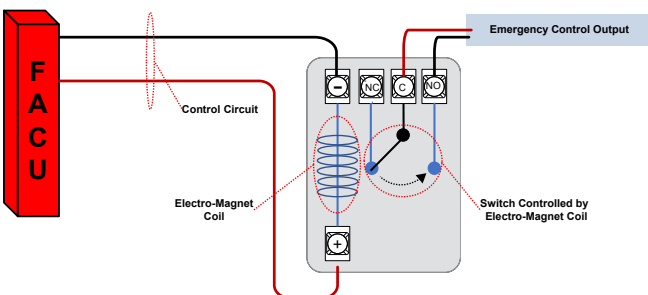 Emergency Control Output
F
A
C
U
− NC C NO
Control Circuit
Electro-Magnet
Coil
Switch Controlled by
Electro-Magnet Coil
+